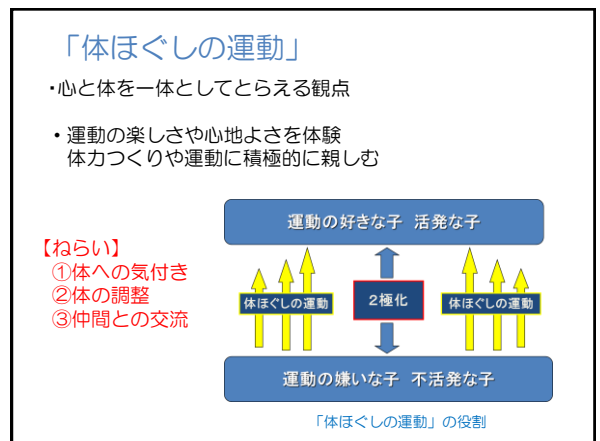 「体ほぐしの運動」
・心と体を一体としてとらえる観点
・運動の楽しさや心地よさを体験
体力つくりや運動に積極的に親しむ
【ねらい】
①体への気付き
②体の調整
③仲間との交流
運動の好きな子 活発な子
体ほぐしの運動
2極化
体ほぐしの運動
運動の嫌いな子 不活発な子
「体ほぐしの運動」の役割